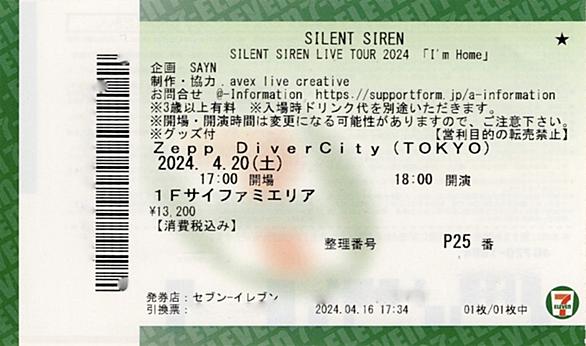 SILENT SIREN
★
SILENT SIREN LIVE TOUR 2024 「I'm Home」
企画 SAYN
制作・協力．avex live creative
お問合せ @-Information https://supportform.jp/a-information
※3歳以上有料 ※入場時ドリンク代を別途いただきます。
※開場・開演時間は変更になる可能性がありますので、ご注意下さい。
※グッズ付 【営利目的の転売禁止】
Zepp DiverCity(TOKYO)
2024. 4.20(土)
17:00 開場 18:00 開演
1Fサイファミエリア
¥13,200
【消費税込み】
整理番号 P25 番
発券店：セブン-イレブン
引換票： 2024.04.16 17:34 01枚/01枚中
7 ELEVEN